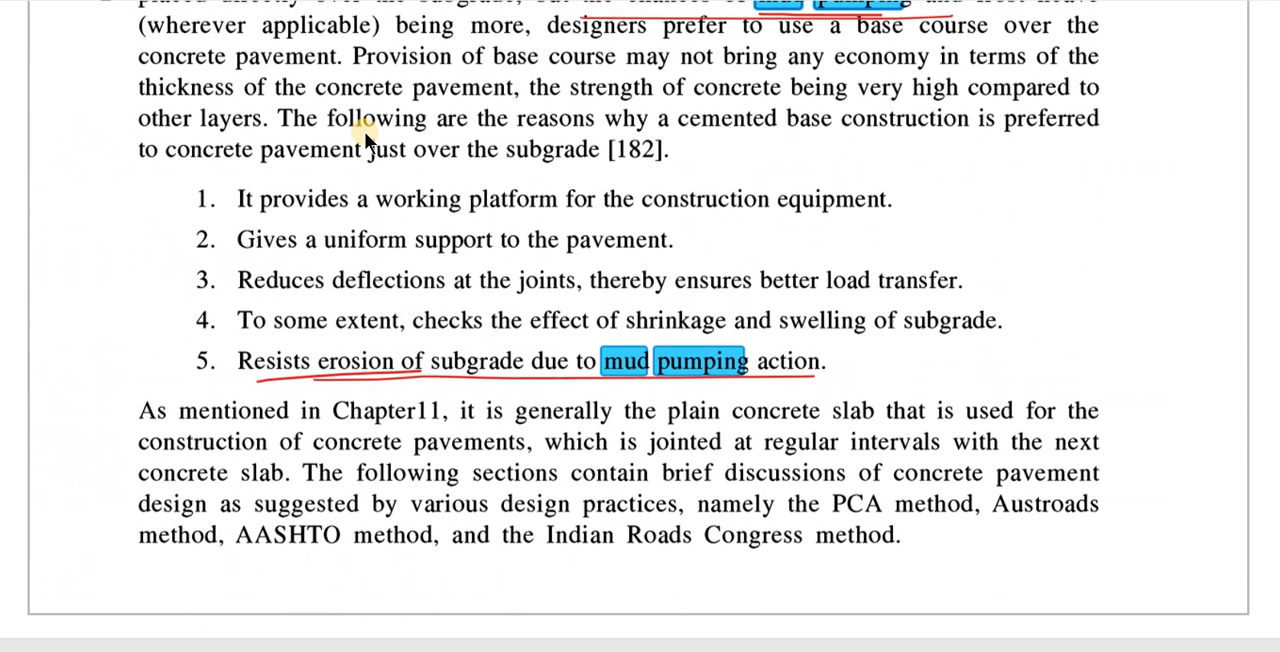 (wherever applicable) being more, designers prefer to use a base course over the
concrete pavement. Provision of base course may not bring any economy in terms of the
thickness of the concrete pavement, the strength of concrete being very high compared to
other layers. The following are the reasons why a cemented base construction is preferred
to concrete pavement just over the subgrade [182].
1. It provides a working platform for the construction equipment.
2. Gives a uniform support to the pavement.
3. Reduces deflections at the joints, thereby ensures better load transfer.
4. To some extent, checks the effect of shrinkage and swelling of subgrade.
5. Resists erosion of subgrade due to mud pumping action.
As mentioned in Chapter11, it is generally the plain concrete slab that is used for the
construction of concrete pavements, which is jointed at regular intervals with the next
concrete slab. The following sections contain brief discussions of concrete pavement
design as suggested by various design practices, namely the PCA method, Austroads
method, AASHTO method, and the Indian Roads Congress method.